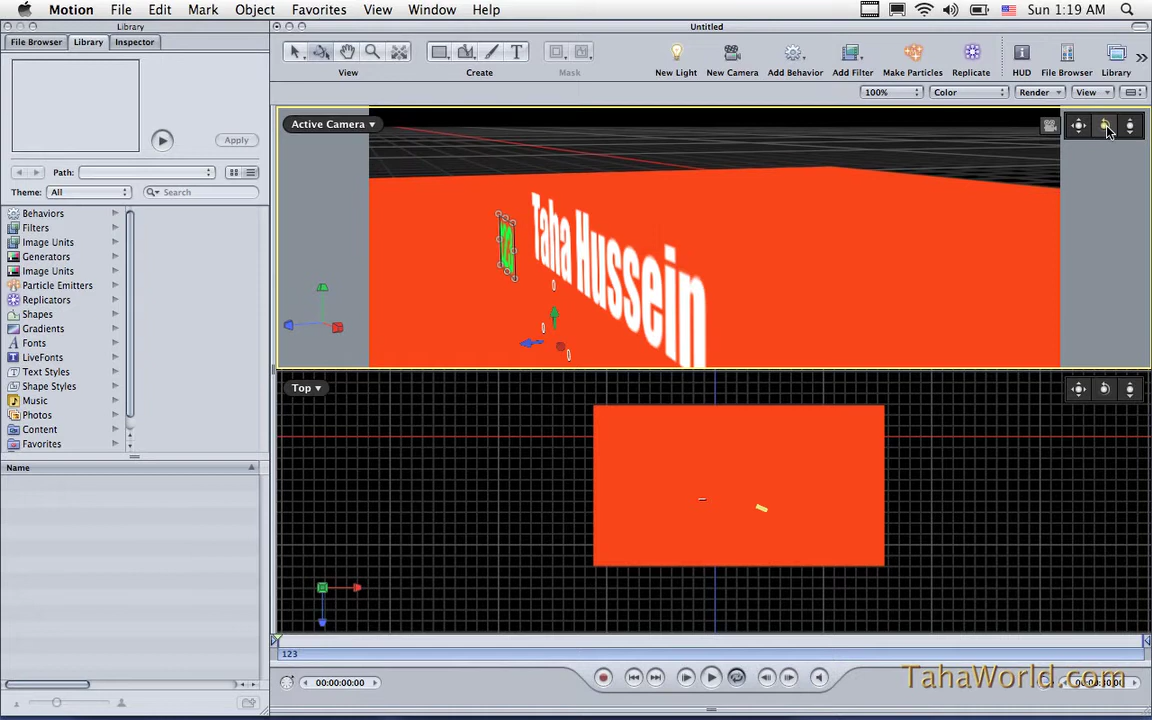 Motion File Edit Mark Object Favorites View Window Help Sun 1:19 AM
Library Untitled
File Browser Library Inspector
View Create Mask New Light New Camera Add Behavior Add Filter Make Particles Replicate HUD File Browser Library
100% Color Render View
Active Camera
Apply
Path:
Theme: All Search
Behaviors
Filters
Image Units
Generators
Image Units
Particle Emitters
Replicators
Shapes
Gradients
Fonts
LiveFonts
Text Styles
Shape Styles
Music
Photos
Content
Favorites
Name
Taha Hussein
Top
123
00:00:00:00
TahaWorld.com